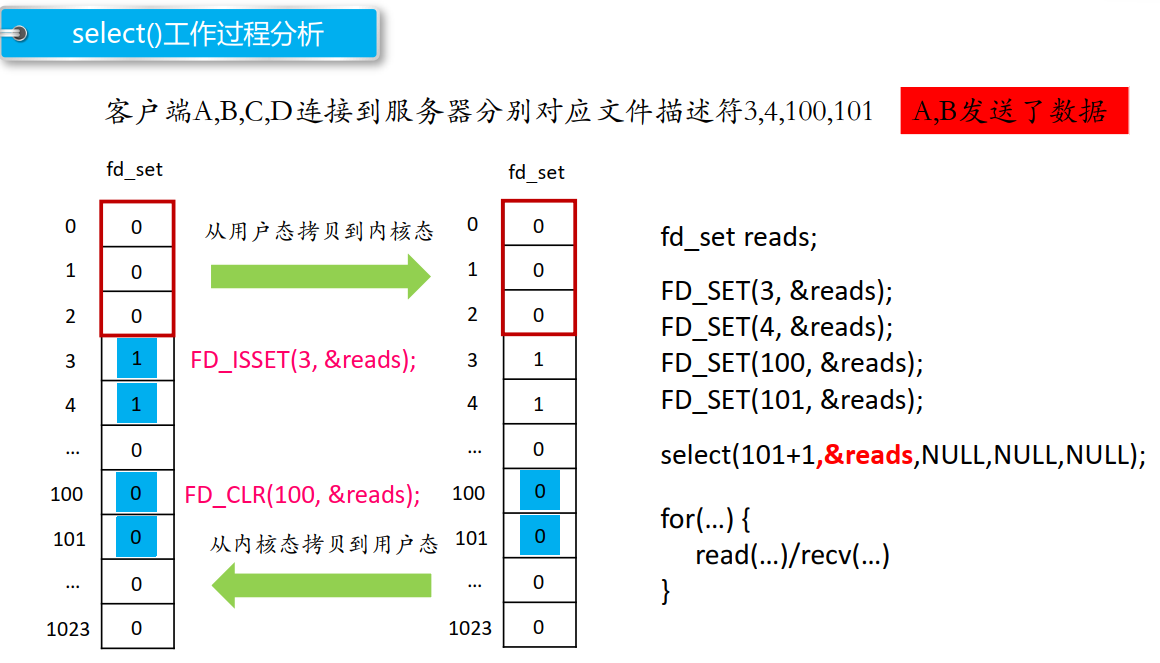 select()工作过程分析
客户端A,B,C,D连接到服务器分别对应文件描述符3,4,100,101
A,B发送了数据
fd_set
0 0
1 0
2 0
3 1
4 1
... 0
100 0
101 0
... 0
1023 0
从用户态拷贝到内核态
FD_ISSET(3, &reads);
FD_CLR(100, &reads);
从内核态拷贝到用户态
fd_set
0 0
1 0
2 0
3 1
4 1
... 0
100 0
101 0
... 0
1023 0
fd_set reads;
FD_SET(3, &reads);
FD_SET(4, &reads);
FD_SET(100, &reads);
FD_SET(101, &reads);
select(101+1,&reads,NULL,NULL,NULL);
for(...) {
read(...)/recv(...)
}